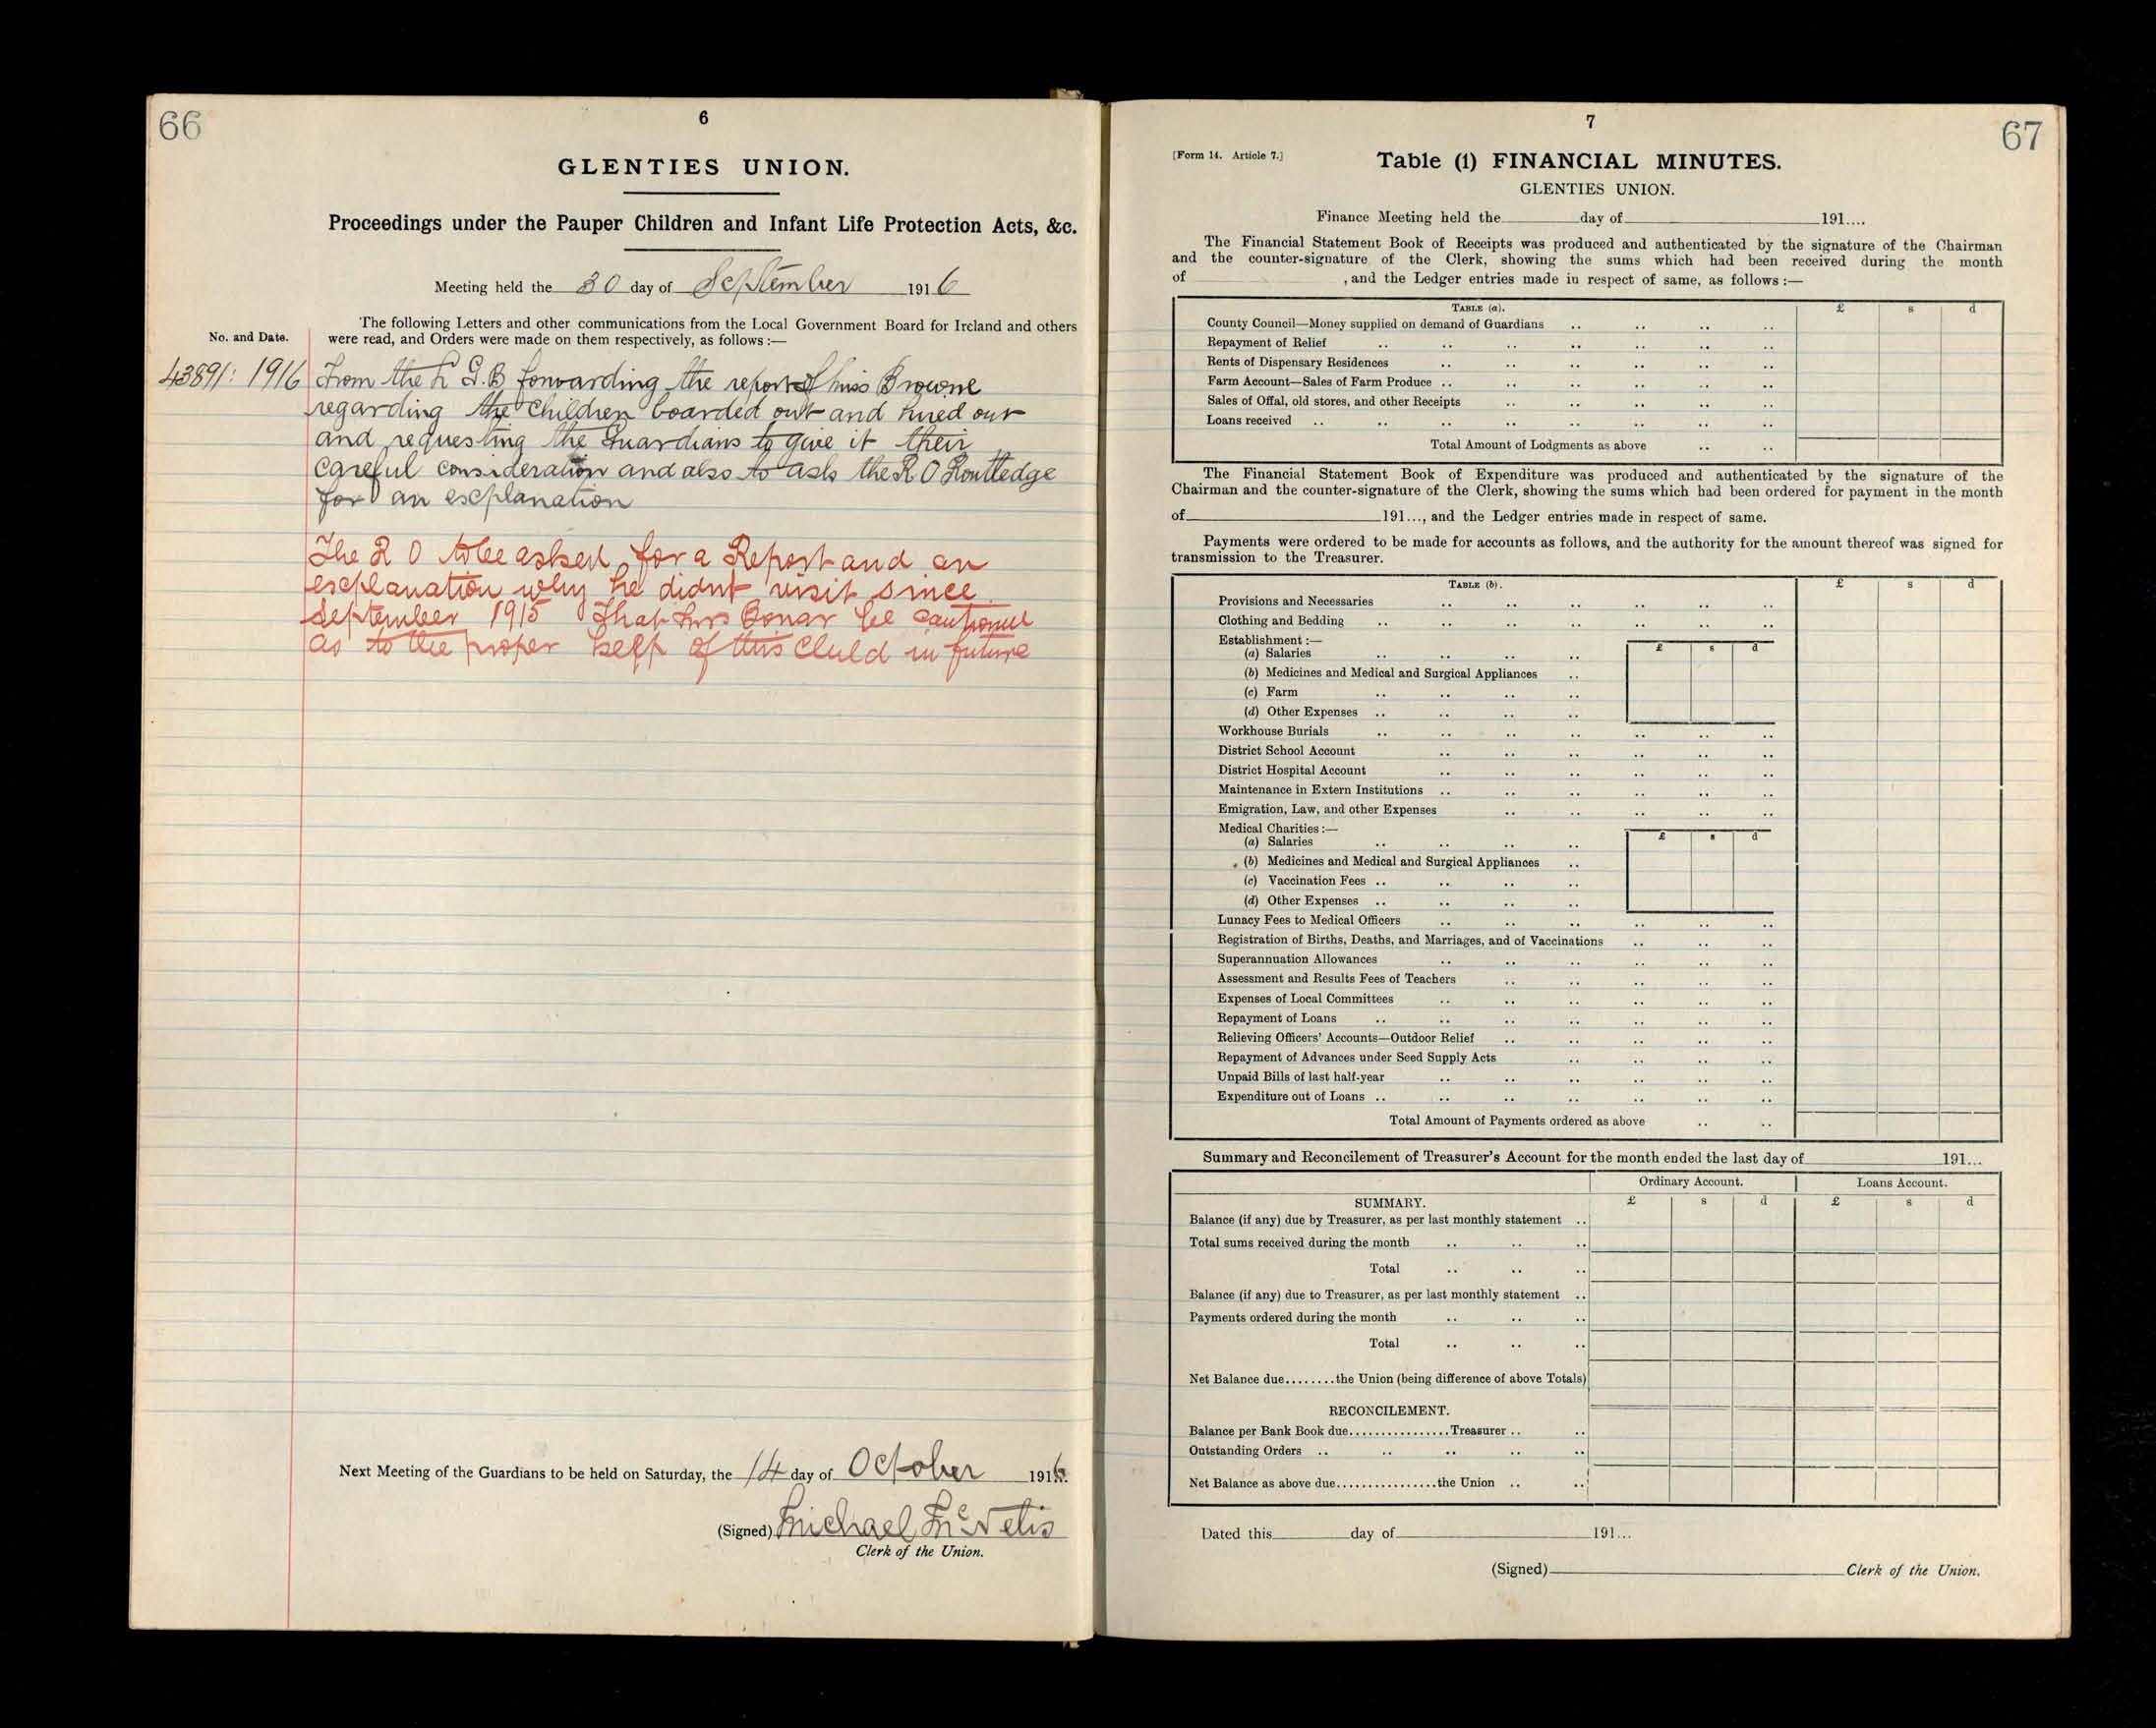 66
6
GLENTIES UNION.
Proceedings under the Pauper Children and Infant Life Protection Acts, &c.
Meeting held the 30 day of September 1916
The following Letters and other communications from the Local Government Board for Ireland and others
No. and Date. were read, and Orders were made on them respectively, as follows :—
43891: 1916 From the L G.B forwarding the report of Miss Browne
regarding the Children boarded out and hired out
and requesting the Guardians to give it their
careful consideration and also to ask the R O Routledge
for an explanation
The R O to be asked for a Report and an
explanation why he didnt visit since
September 1915 That Mrs Bonar be cautioned
as to the proper keep of this Child in future
Next Meeting of the Guardians to be held on Saturday, the 14 day of October 1916.
(Signed) Michael McNelis
Clerk of the Union.
67
7
[Form 14. Article 7.] Table (1) FINANCIAL MINUTES.
GLENTIES UNION.
Finance Meeting held the day of 191....
The Financial Statement Book of Receipts was produced and authenticated by the signature of the Chairman
and the counter-signature of the Clerk, showing the sums which had been received during the month
of , and the Ledger entries made in respect of same, as follows :—
TABLE (a). £ s d
County Council—Money supplied on demand of Guardians .. .. .. ..
Repayment of Relief .. .. .. .. .. .. ..
Rents of Dispensary Residences .. .. .. .. .. ..
Farm Account—Sales of Farm Produce .. .. .. .. .. ..
Sales of Offal, old stores, and other Receipts .. .. .. .. ..
Loans received .. .. .. .. .. .. .. ..
Total Amount of Lodgments as above .. ..
The Financial Statement Book of Expenditure was produced and authenticated by the signature of the
Chairman and the counter-signature of the Clerk, showing the sums which had been ordered for payment in the month
of 191..., and the Ledger entries made in respect of same.
Payments were ordered to be made for accounts as follows, and the authority for the amount thereof was signed for
transmission to the Treasurer.
TABLE (b). £ s d
Provisions and Necessaries .. .. .. .. .. ..
Clothing and Bedding .. .. .. .. .. .. ..
Establishment :—
(a) Salaries .. .. .. .. £ s d
(b) Medicines and Medical and Surgical Appliances ..
(c) Farm .. .. .. ..
(d) Other Expenses .. .. .. ..
Workhouse Burials .. .. .. .. .. .. ..
District School Account .. .. .. .. .. ..
District Hospital Account .. .. .. .. .. ..
Maintenance in Extern Institutions .. .. .. .. .. ..
Emigration, Law, and other Expenses .. .. .. .. ..
Medical Charities :— £ s d
(a) Salaries .. .. .. ..
(b) Medicines and Medical and Surgical Appliances ..
(c) Vaccination Fees .. .. .. ..
(d) Other Expenses .. .. .. ..
Lunacy Fees to Medical Officers .. .. .. .. .. ..
Registration of Births, Deaths, and Marriages, and of Vaccinations .. .. ..
Superannuation Allowances .. .. .. .. .. ..
Assessment and Results Fees of Teachers .. .. .. .. ..
Expenses of Local Committees .. .. .. .. .. ..
Repayment of Loans .. .. .. .. .. .. ..
Relieving Officers' Accounts—Outdoor Relief .. .. .. .. ..
Repayment of Advances under Seed Supply Acts .. .. .. ..
Unpaid Bills of last half-year .. .. .. .. .. ..
Expenditure out of Loans .. .. .. .. .. .. ..
Total Amount of Payments ordered as above .. ..
Summary and Reconcilement of Treasurer's Account for the month ended the last day of 191...
Ordinary Account. Loans Account.
SUMMARY. £ s d £ s d
Balance (if any) due by Treasurer, as per last monthly statement ..
Total sums received during the month .. .. ..
Total .. .. ..
Balance (if any) due to Treasurer, as per last monthly statement ..
Payments ordered during the month .. .. ..
Total .. .. ..
Net Balance due........the Union (being difference of above Totals)
RECONCILEMENT.
Balance per Bank Book due................Treasurer .. ..
Outstanding Orders .. .. .. .. ..
Net Balance as above due................the Union .. ..
Dated this day of 191...
(Signed) Clerk of the Union.